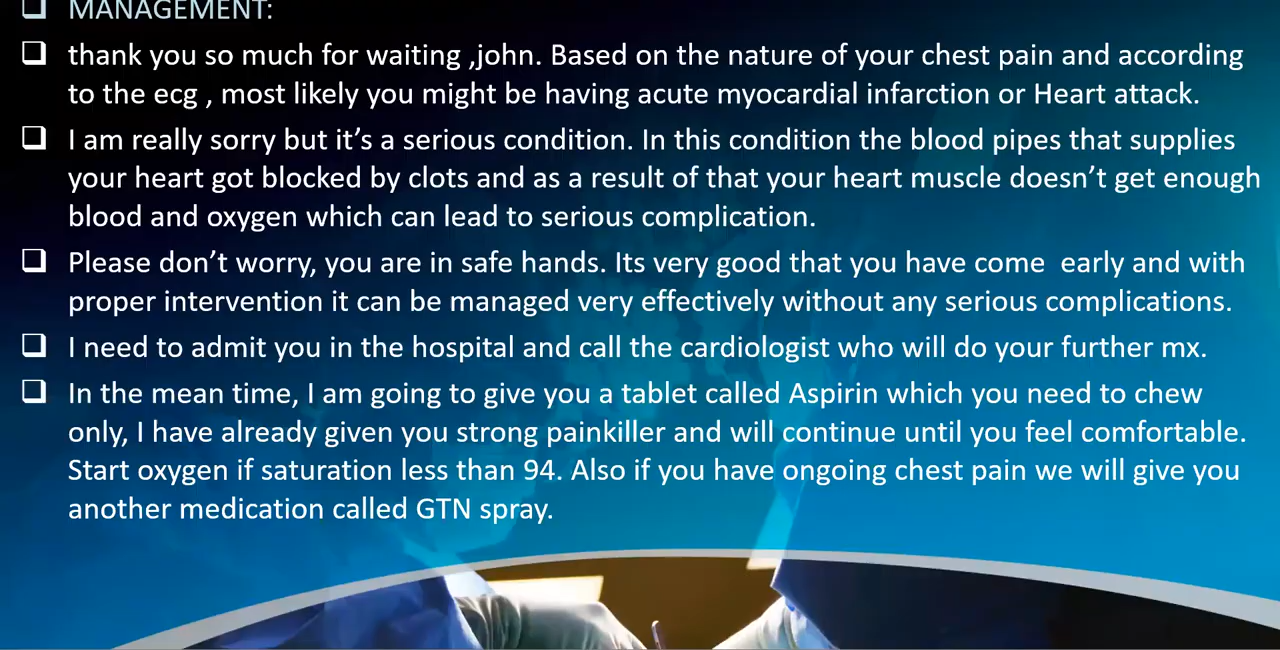 MANAGEMENT:
thank you so much for waiting ,john. Based on the nature of your chest pain and according
to the ecg , most likely you might be having acute myocardial infarction or Heart attack.
I am really sorry but it’s a serious condition. In this condition the blood pipes that supplies
your heart got blocked by clots and as a result of that your heart muscle doesn’t get enough
blood and oxygen which can lead to serious complication.
Please don’t worry, you are in safe hands. Its very good that you have come  early and with
proper intervention it can be managed very effectively without any serious complications.
I need to admit you in the hospital and call the cardiologist who will do your further mx.
In the mean time, I am going to give you a tablet called Aspirin which you need to chew
only, I have already given you strong painkiller and will continue until you feel comfortable.
Start oxygen if saturation less than 94. Also if you have ongoing chest pain we will give you
another medication called GTN spray.